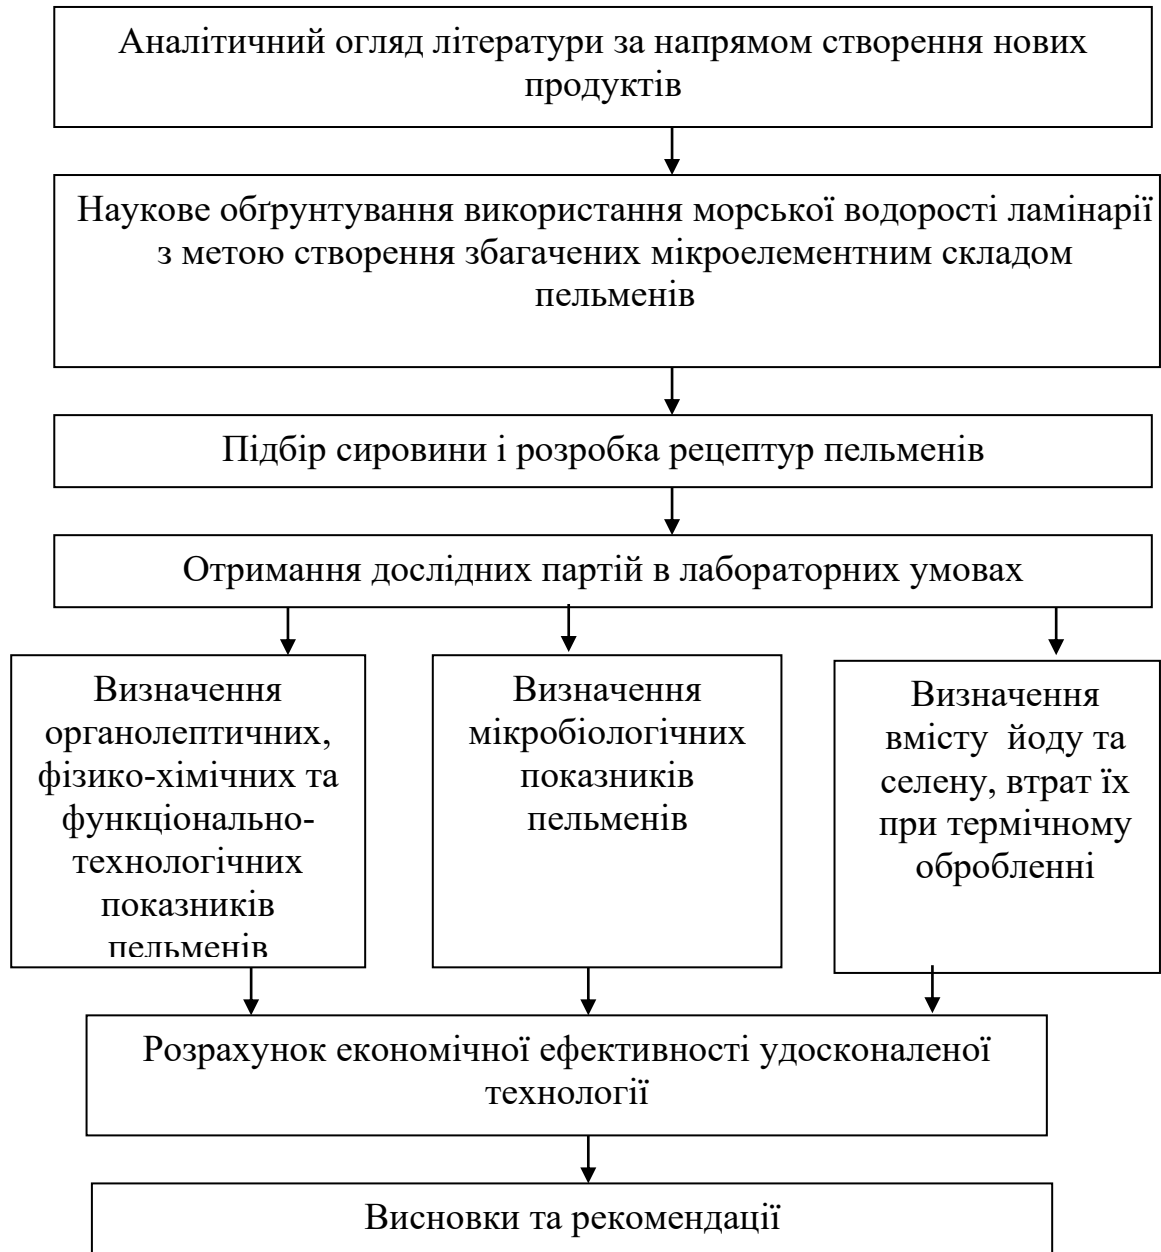 Аналітичний огляд літератури за напрямом створення нових
продуктів
Наукове обґрунтування використання морської водорості ламінарії
з метою створення збагачених мікроелементним складом
пельменів
Підбір сировини і розробка рецептур пельменів
Отримання дослідних партій в лабораторних умовах
Визначення
органолептичних,
фізико-хімічних та
функціонально-
технологічних
показників
пельменів
Визначення
мікробіологічних
показників
пельменів
Визначення
вмісту йоду та
селену, втрат їх
при термічному
обробленні
Розрахунок економічної ефективності удосконаленої
технології
Висновки та рекомендації